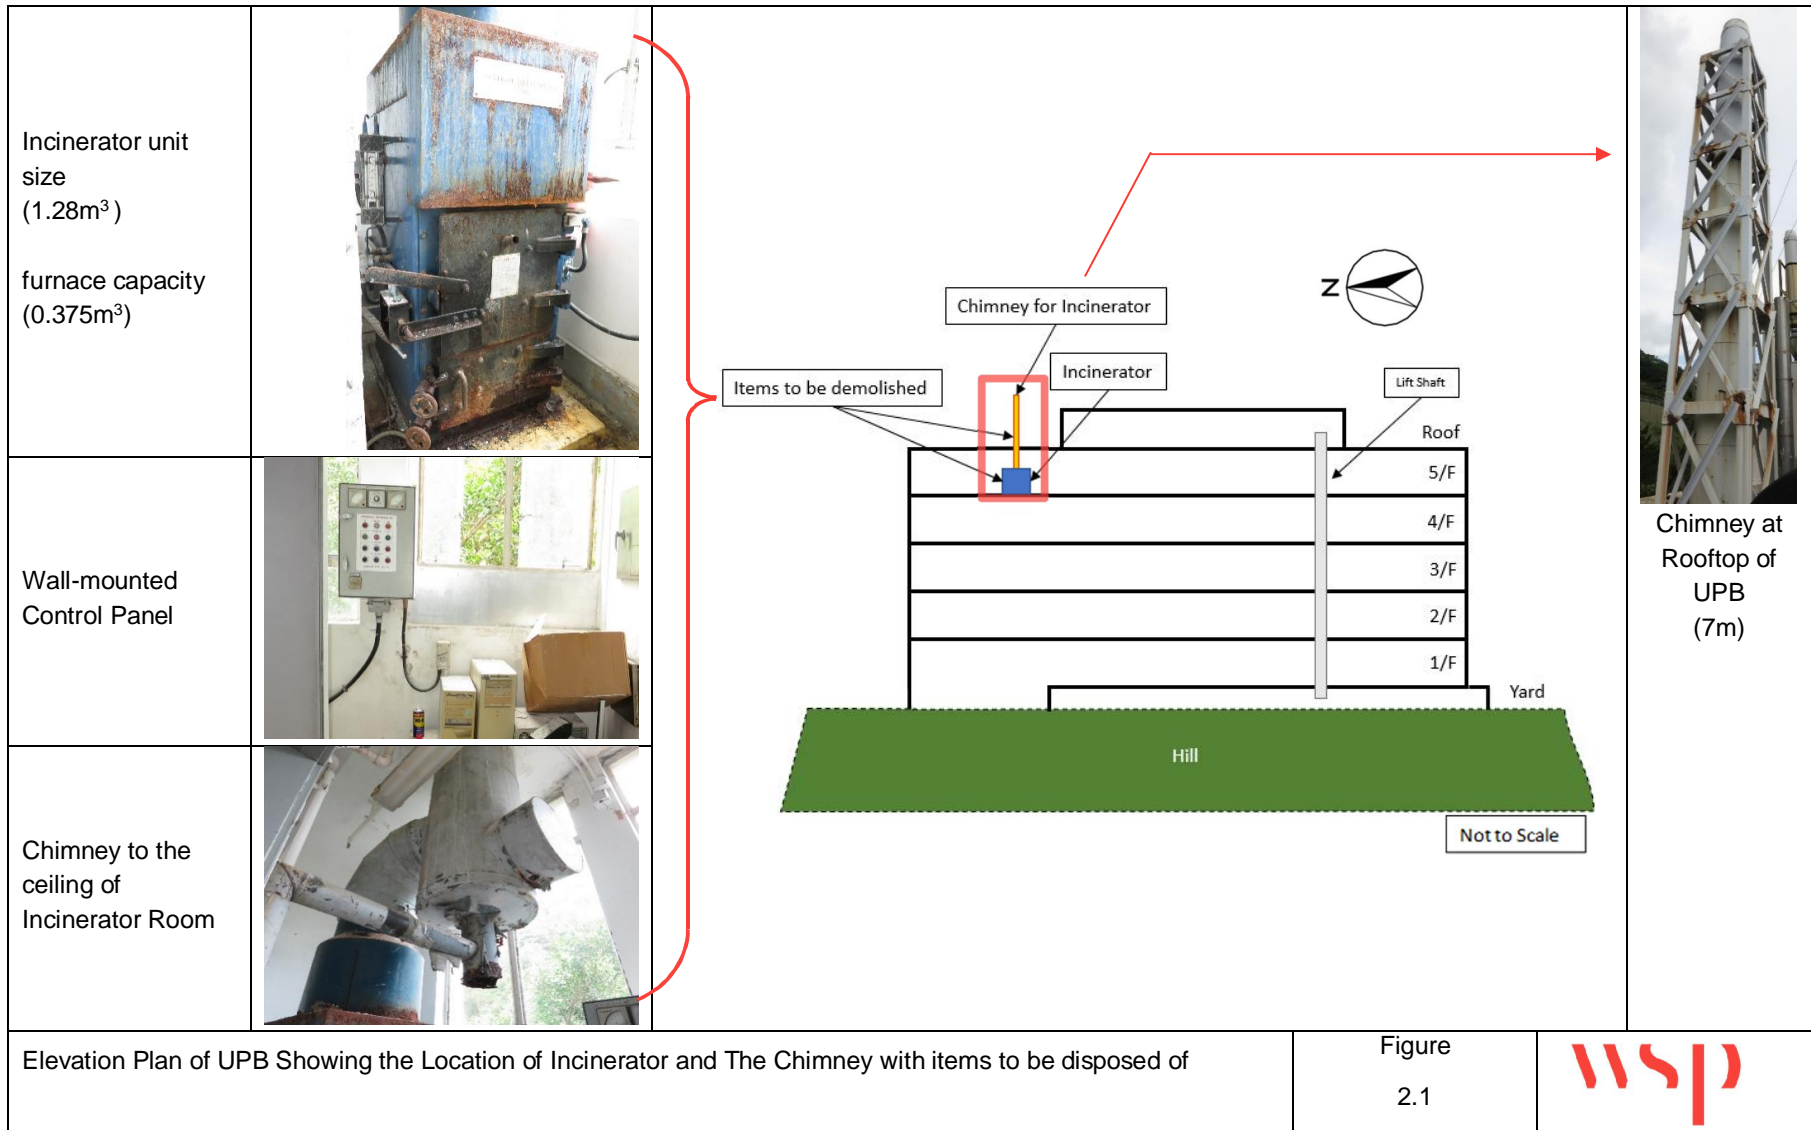 Incinerator unit
size
(1.28m³ )
furnace capacity
(0.375m³)
Wall-mounted
Control Panel
Chimney to the
ceiling of
Incinerator Room
Chimney for Incinerator
Incinerator
Items to be demolished
N
Lift Shaft
Roof
5/F
4/F
3/F
2/F
1/F
Yard
Hill
Not to Scale
Chimney at
Rooftop of
UPB
(7m)
Elevation Plan of UPB Showing the Location of Incinerator and The Chimney with items to be disposed of
Figure
2.1
wsp